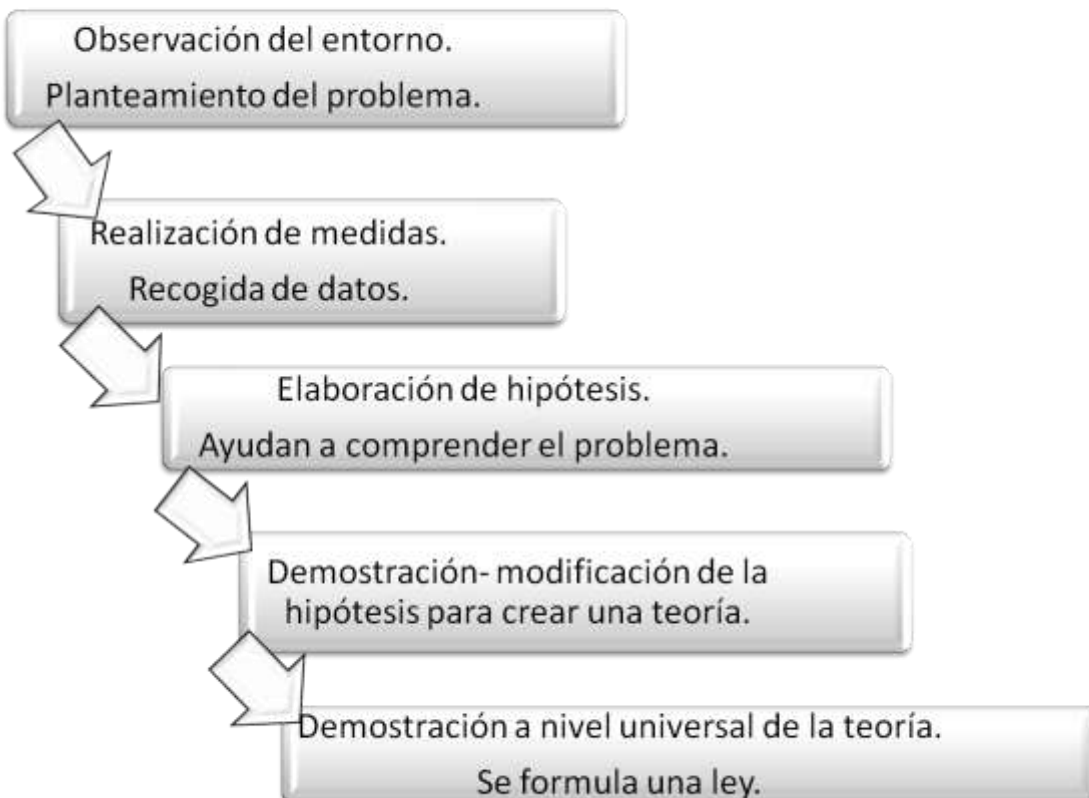 Observación del entorno.
Planteamiento del problema.
Realización de medidas.
Recogida de datos.
Elaboración de hipótesis.
Ayudan a comprender el problema.
Demostración- modificación de la
hipótesis para crear una teoría.
Demostración a nivel universal de la teoría.
Se formula una ley.